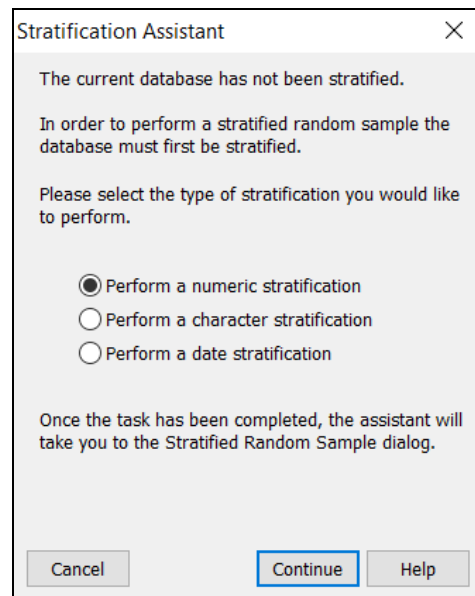 Stratification Assistant
The current database has not been stratified.
In order to perform a stratified random sample the
database must first be stratified.
Please select the type of stratification you would like
to perform.
Perform a numeric stratification
Perform a character stratification
Perform a date stratification
Once the task has been completed, the assistant will
take you to the Stratified Random Sample dialog.
Cancel Continue Help